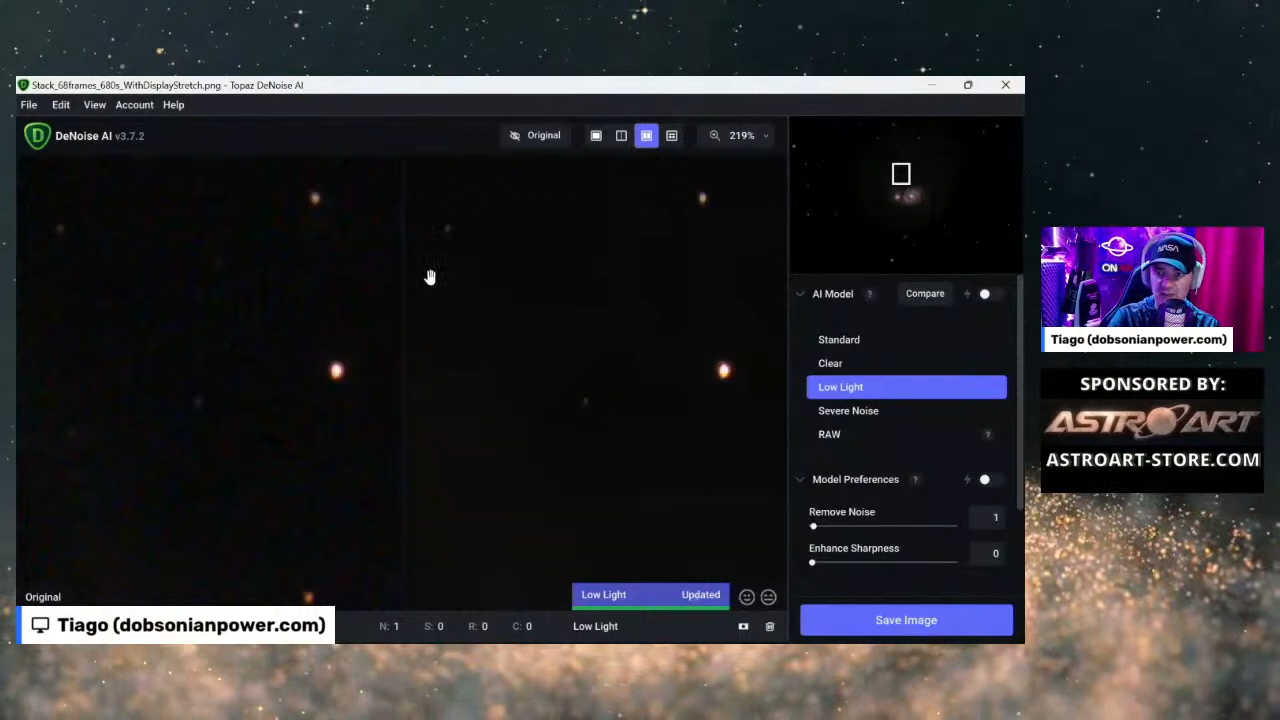 Stack_68frames_680s_WithDisplayStretch.png - Topaz DeNoise AI
File Edit View Account Help
DeNoise AI v3.7.2
Original
219%
AI Model ? Compare
Standard
Clear
Low Light
Severe Noise
RAW ?
Model Preferences ?
Remove Noise 1
Enhance Sharpness 0
Save Image
Original
Low Light Updated
N: 1 S: 0 R: 0 C: 0 Low Light
Tiago (dobsonianpower.com)
NASA
ON
Tiago (dobsonianpower.com)
SPONSORED BY:
ASTROART
ASTROART-STORE.COM